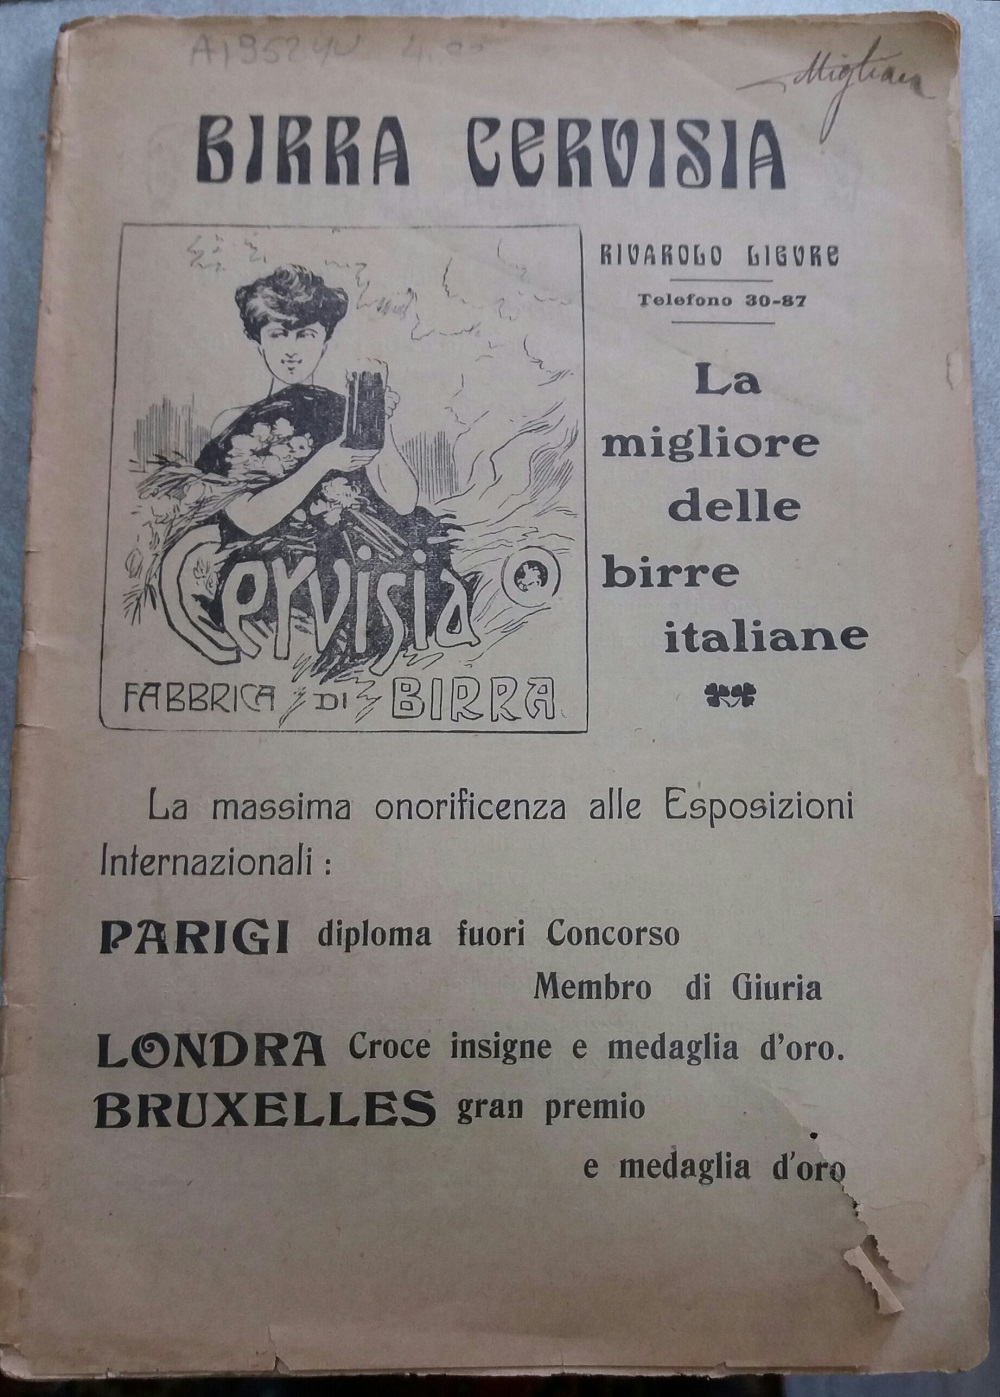 A19524U 4.00
BIRRA CERVISIA
RIVAROLO LIGURE
Telefono 30-87
La
migliore
delle
birre
italiane
Cervisia
FABBRICA DI BIRRA
La massima onorificenza alle Esposizioni
Internazionali :
PARIGI diploma fuori Concorso
Membro di Giuria
LONDRA Croce insigne e medaglia d'oro.
BRUXELLES gran premio
e medaglia d'oro